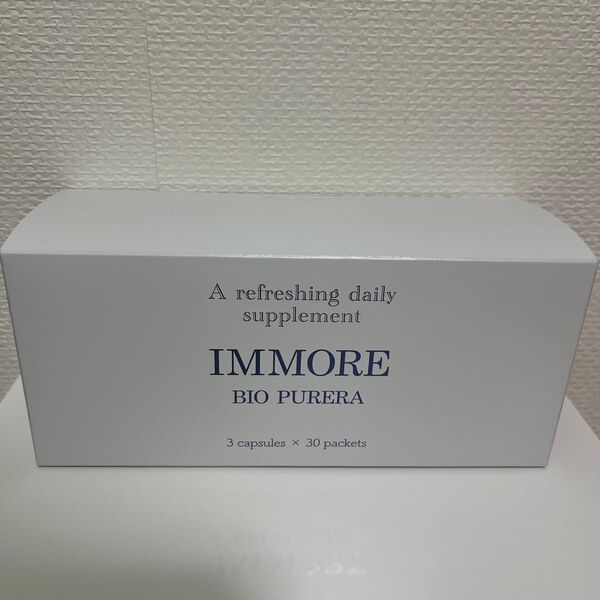 A refreshing daily
supplement
IMMORE
BIO PURERA
3 capsules × 30 packets